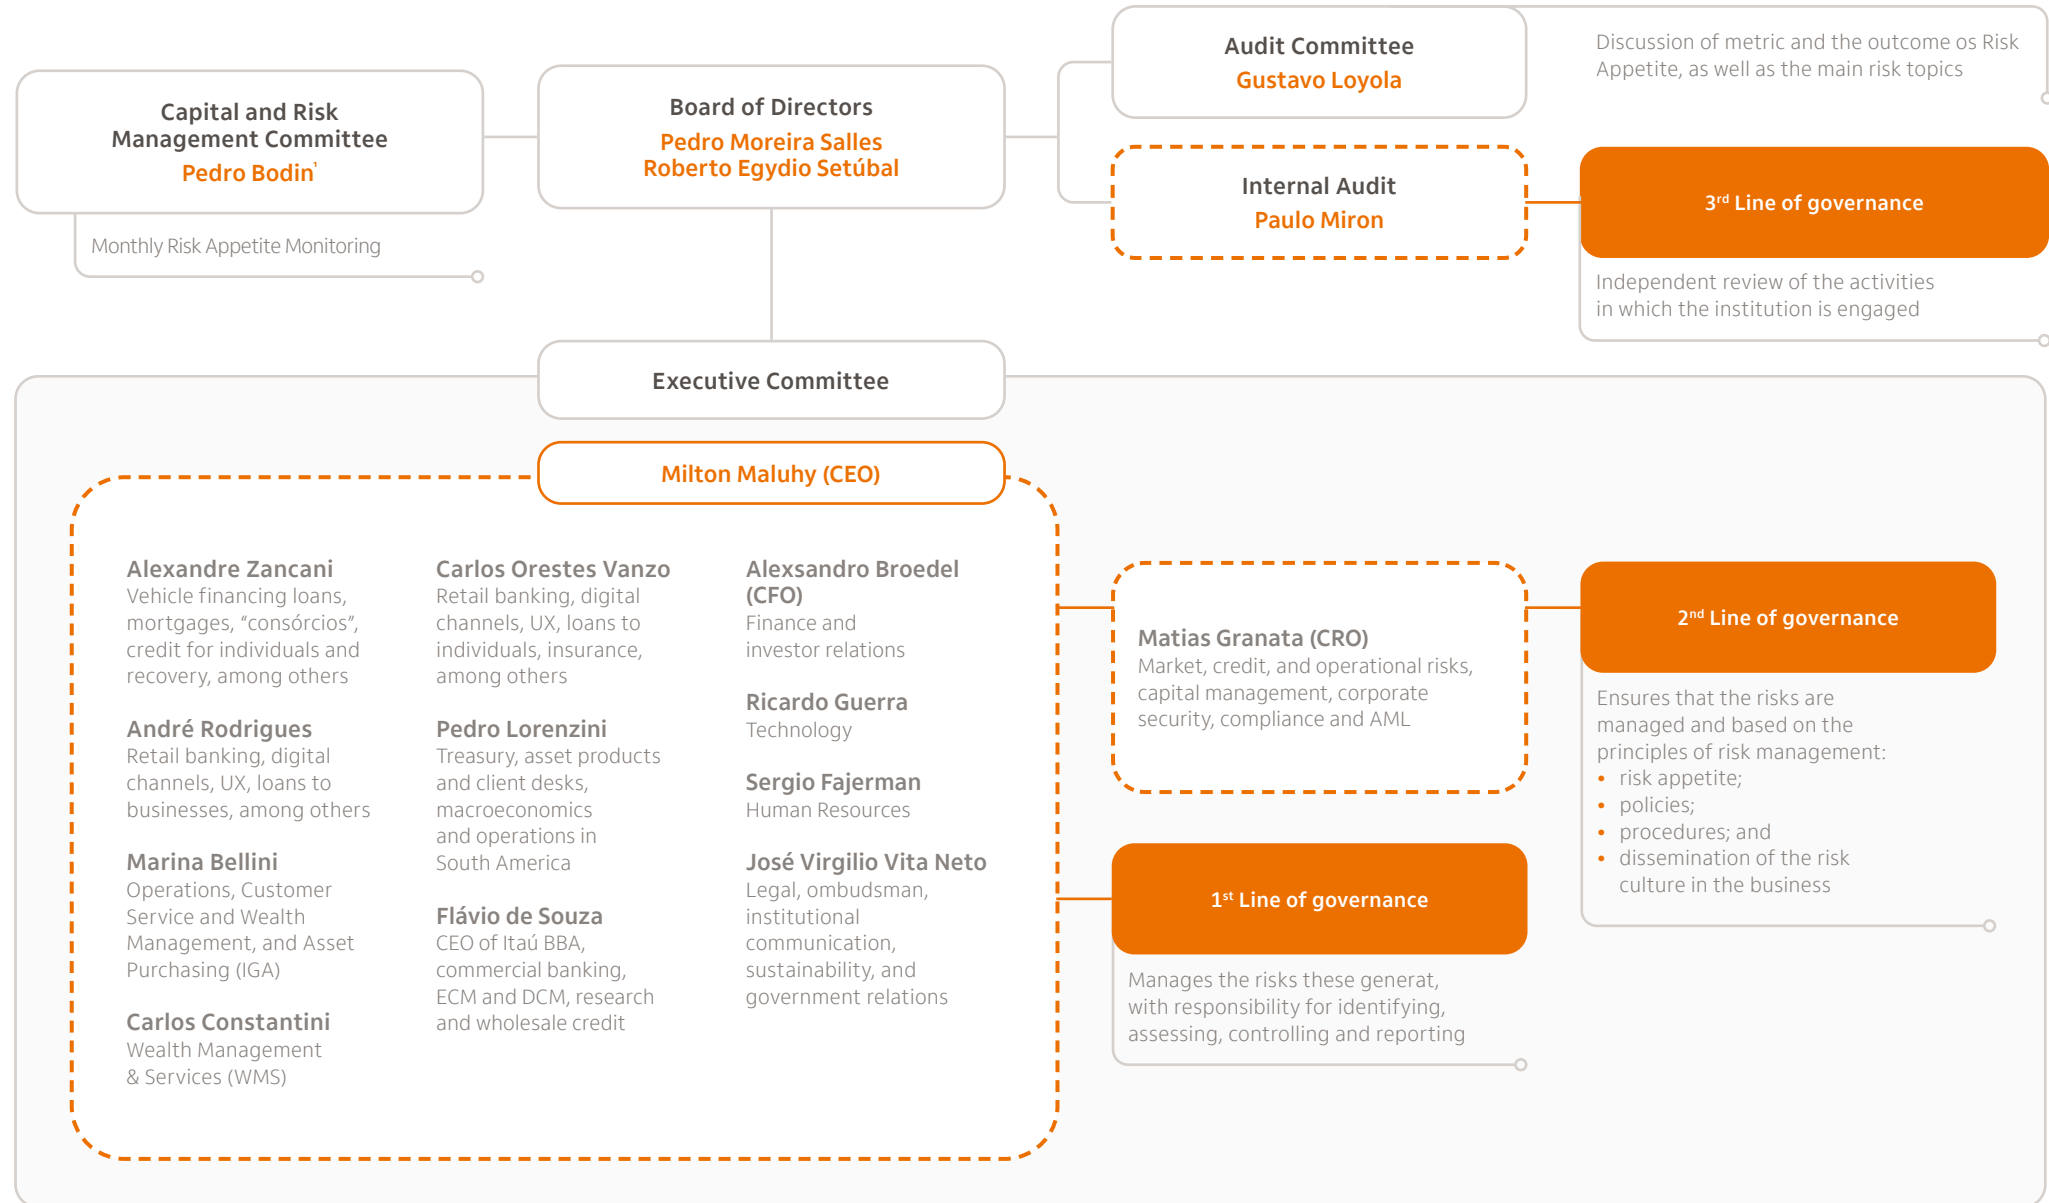 Capital and Risk
Management Committee
Pedro Bodin¹
Monthly Risk Appetite Monitoring
Board of Directors
Pedro Moreira Salles
Roberto Egydio Setúbal
Audit Committee
Gustavo Loyola
Discussion of metric and the outcome os Risk
Appetite, as well as the main risk topics
Internal Audit
Paulo Miron
3rd Line of governance
Independent review of the activities
in which the institution is engaged
Executive Committee
Milton Maluhy (CEO)
Alexandre Zancani
Vehicle financing loans,
mortgages, “consórcios”,
credit for individuals and
recovery, among others
André Rodrigues
Retail banking, digital
channels, UX, loans to
businesses, among others
Marina Bellini
Operations, Customer
Service and Wealth
Management, and Asset
Purchasing (IGA)
Carlos Constantini
Wealth Management
& Services (WMS)
Carlos Orestes Vanzo
Retail banking, digital
channels, UX, loans to
individuals, insurance,
among others
Pedro Lorenzini
Treasury, asset products
and client desks,
macroeconomics
and operations in
South America
Flávio de Souza
CEO of Itaú BBA,
commercial banking,
ECM and DCM, research
and wholesale credit
Alexsandro Broedel
(CFO)
Finance and
investor relations
Ricardo Guerra
Technology
Sergio Fajerman
Human Resources
José Virgilio Vita Neto
Legal, ombudsman,
institutional
communication,
sustainability, and
government relations
Matias Granata (CRO)
Market, credit, and operational risks,
capital management, corporate
security, compliance and AML
2nd Line of governance
Ensures that the risks are
managed and based on the
principles of risk management:
• risk appetite;
• policies;
• procedures; and
• dissemination of the risk
culture in the business
1st Line of governance
Manages the risks these generat,
with responsibility for identifying,
assessing, controlling and reporting